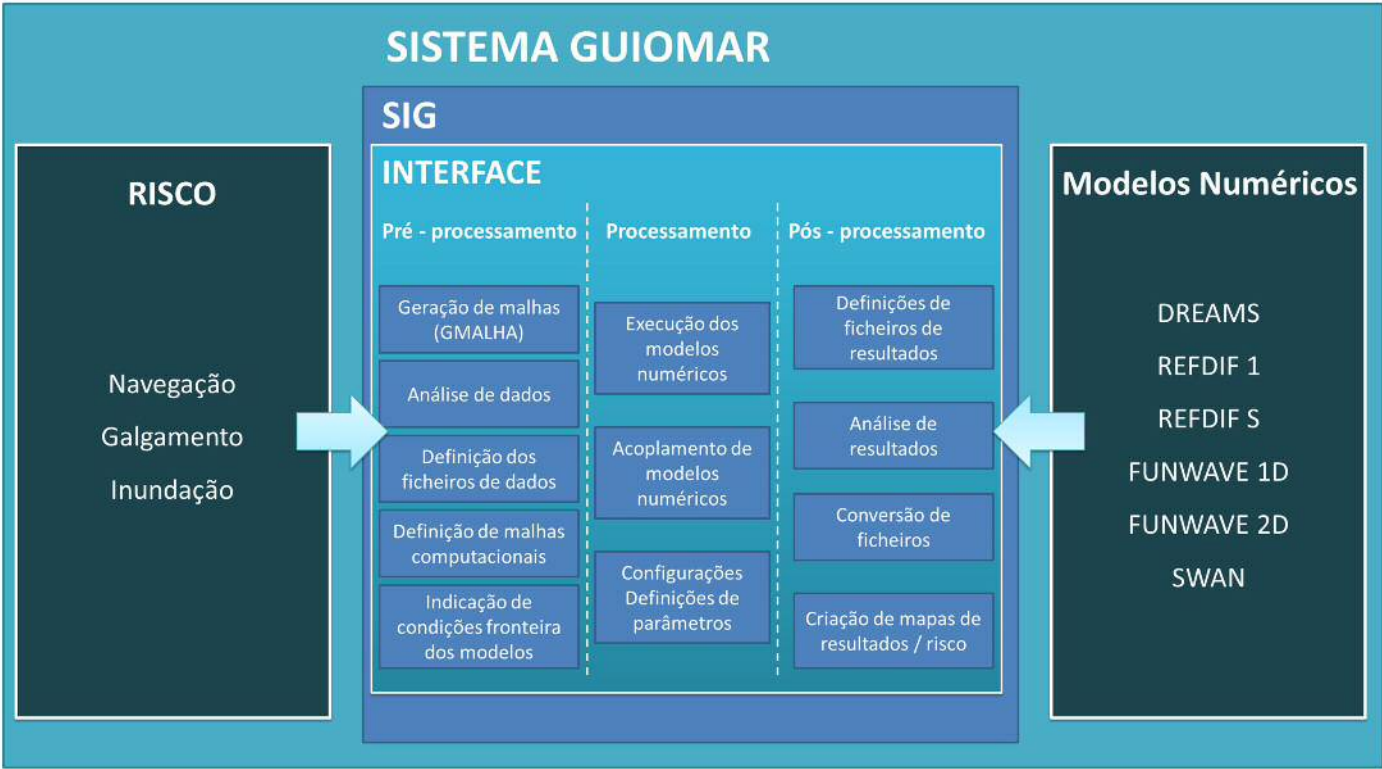 SISTEMA GUIOMAR
SIG
RISCO
Navegação
Galgamento
Inundação
INTERFACE
Pré - processamento
Geração de malhas
(GMALHA)
Análise de dados
Definição dos
ficheiros de dados
Definição de malhas
computacionais
Indicação de
condições fronteira
dos modelos
Processamento
Execução dos
modelos
numéricos
Acoplamento de
modelos
numéricos
Configurações
Definições de
parâmetros
Pós - processamento
Definições de
ficheiros de
resultados
Análise de
resultados
Conversão de
ficheiros
Criação de mapas de
resultados / risco
Modelos Numéricos
DREAMS
REFDIF 1
REFDIF S
FUNWAVE 1D
FUNWAVE 2D
SWAN